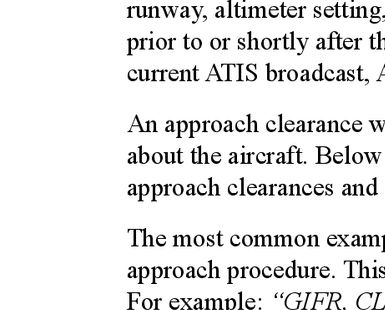 runway, altimeter setting,
prior to or shortly after th
current ATIS broadcast, A
An approach clearance w
about the aircraft. Below
approach clearances and
The most common examp
approach procedure. This
For example: “GIFR, CL